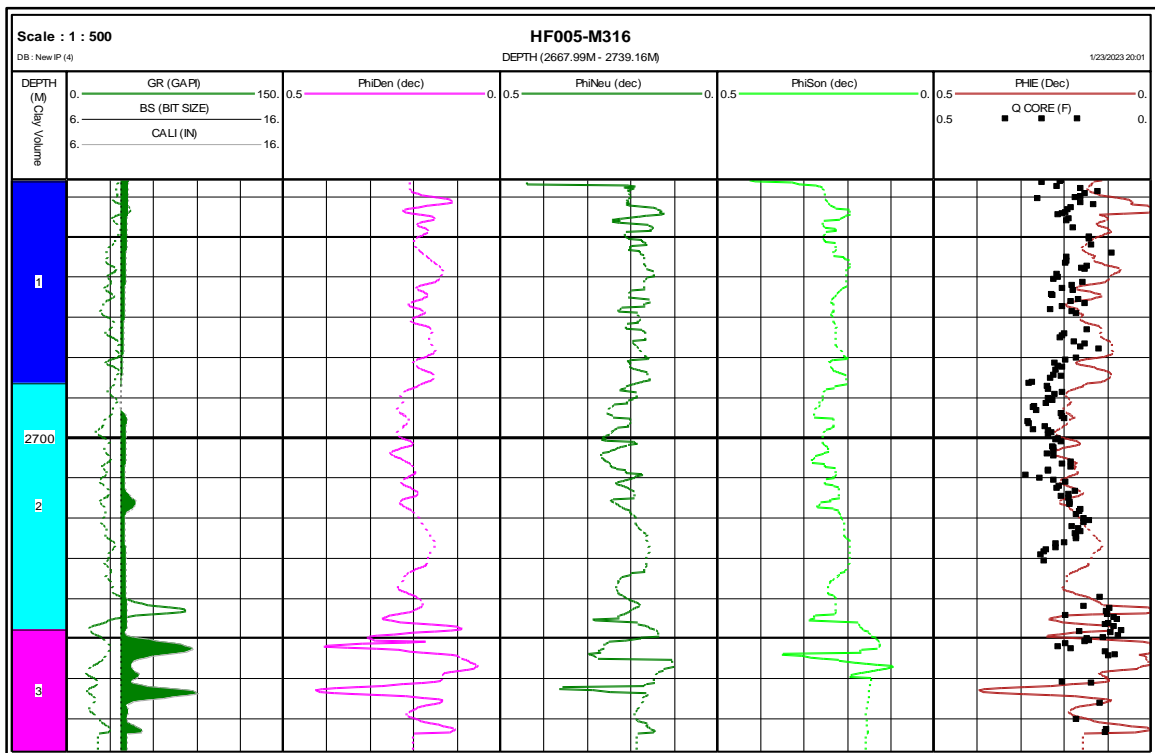 Scale : 1 : 500
HF005-M316
DB : New IP (4)
DEPTH (2667.99M - 2739.16M)
1/23/2023 20:01
DEPTH
(M)
Clay Volume
GR (GAPI)
0. 150.
BS (BIT SIZE)
6. 16.
CALI (IN)
6. 16.
PhiDen (dec)
0.5 0.
PhiNeu (dec)
0.5 0.
PhiSon (dec)
0.5 0.
PHIE (Dec)
0.5 0.
Q CORE (F)
0.5 0.
1
2700
2
3